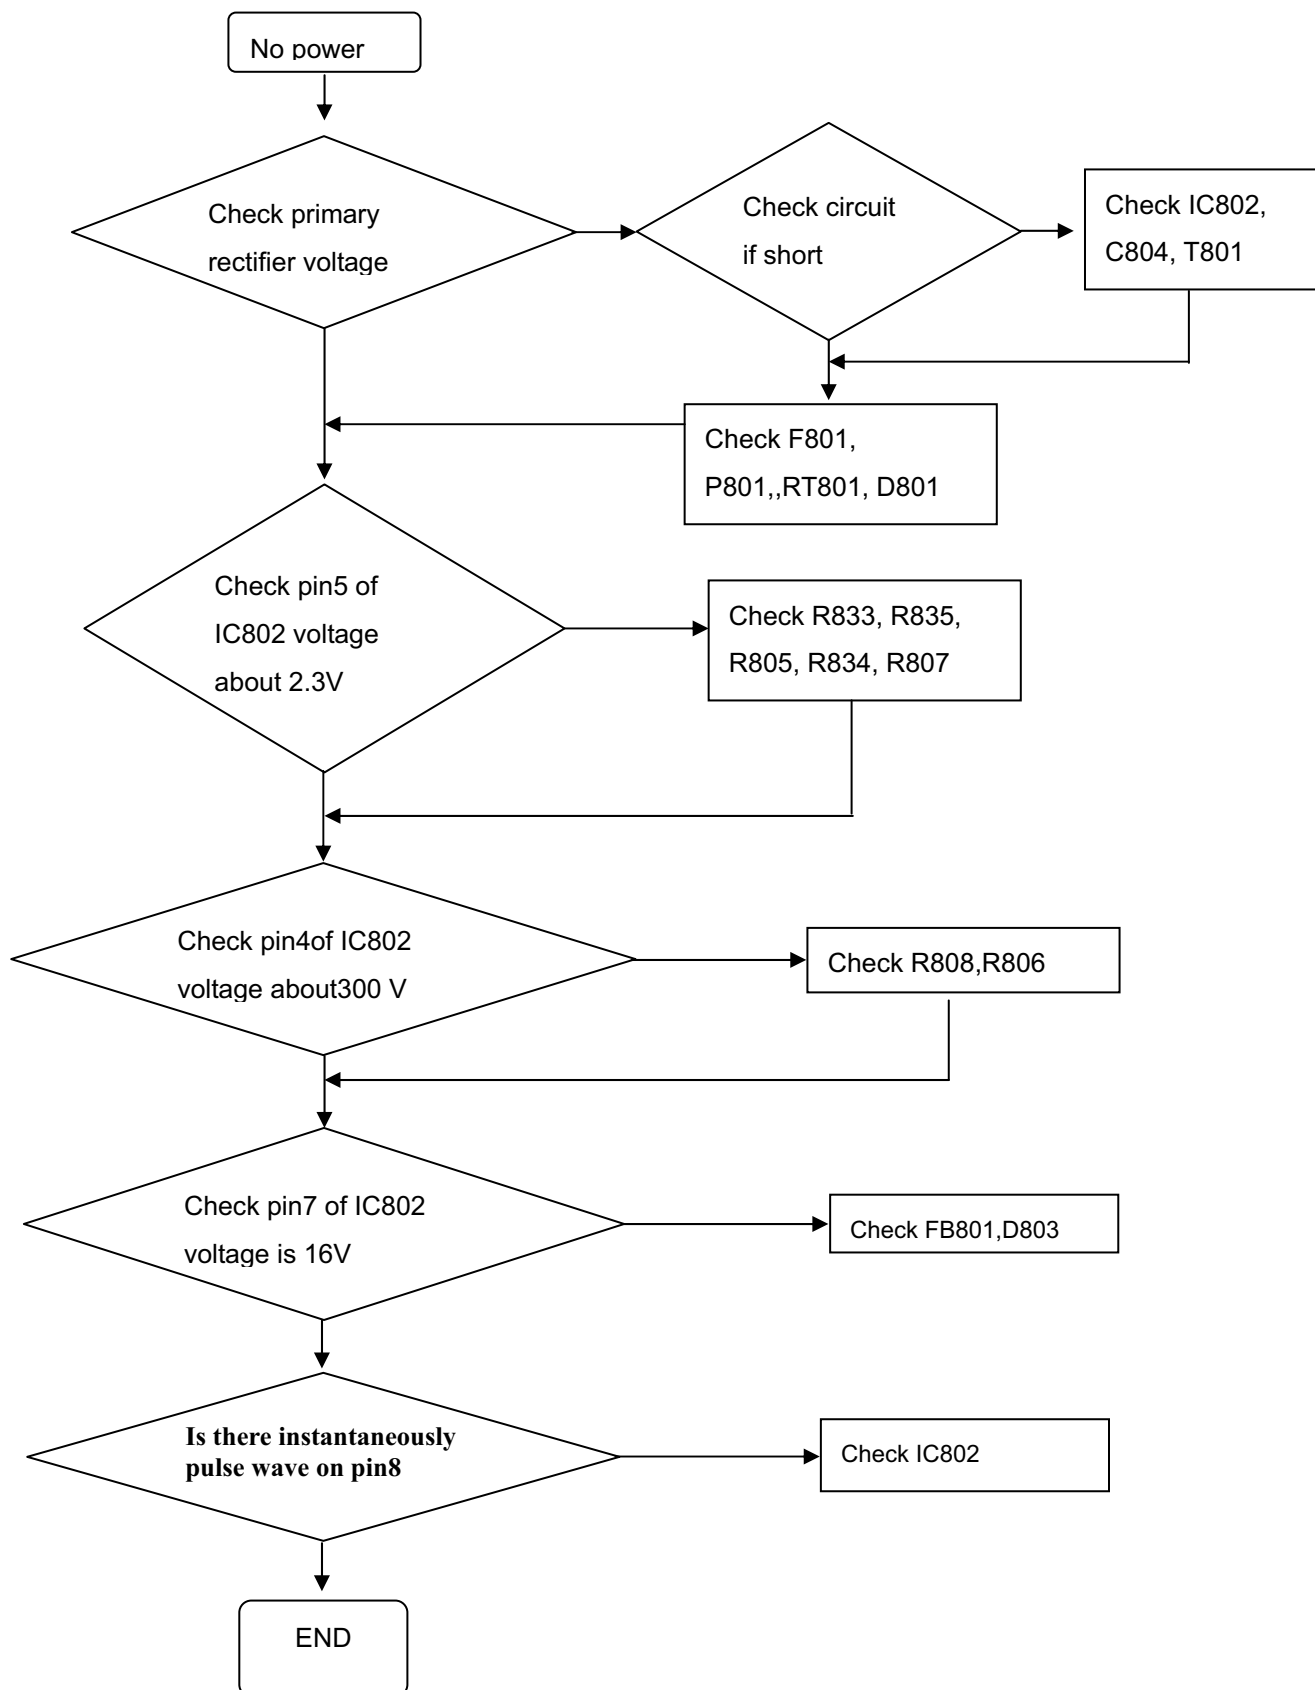 No power
Check primary
rectifier voltage
Check circuit
if short
Check IC802,
C804, T801
Check F801,
P801,,RT801, D801
Check pin5 of
IC802 voltage
about 2.3V
Check R833, R835,
R805, R834, R807
Check pin4of IC802
voltage about300 V
Check R808,R806
Check pin7 of IC802
voltage is 16V
Check FB801,D803
Is there instantaneously
pulse wave on pin8
Check IC802
END